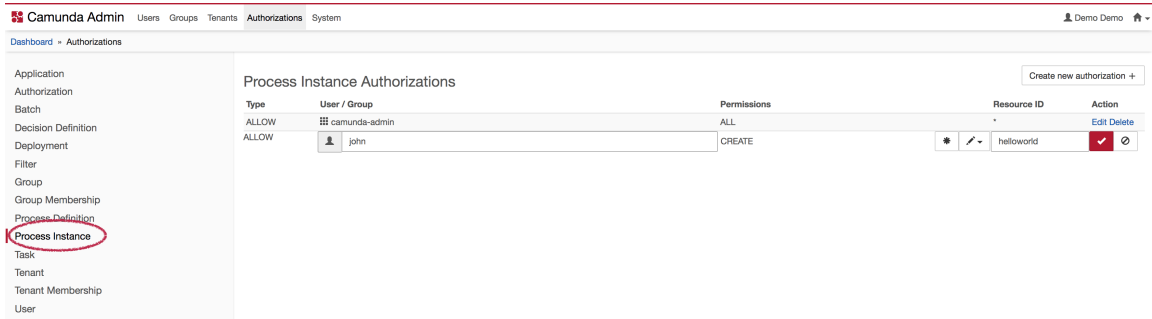 Camunda Admin Users Groups Tenants Authorizations System Demo Demo
Dashboard » Authorizations
Application
Authorization
Batch
Decision Definition
Deployment
Filter
Group
Group Membership
Process Definition
Process Instance
Task
Tenant
Tenant Membership
User
Process Instance Authorizations
Create new authorization +
Type User / Group Permissions Resource ID Action
ALLOW camunda-admin ALL * Edit Delete
ALLOW john CREATE helloworld